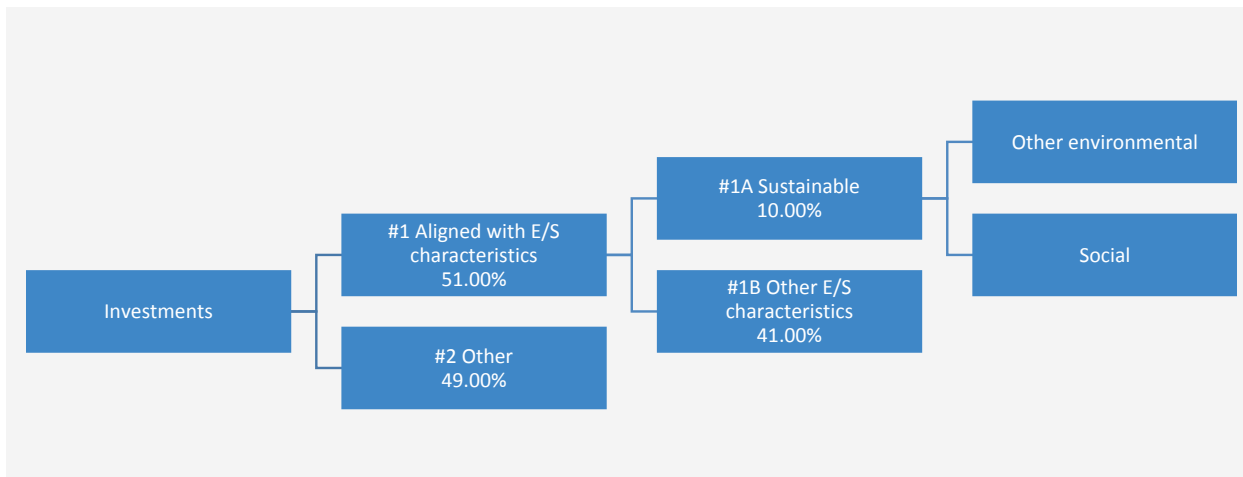 Investments
#1 Aligned with E/S
characteristics
51.00%
#2 Other
49.00%
#1A Sustainable
10.00%
#1B Other E/S
characteristics
41.00%
Other environmental
Social